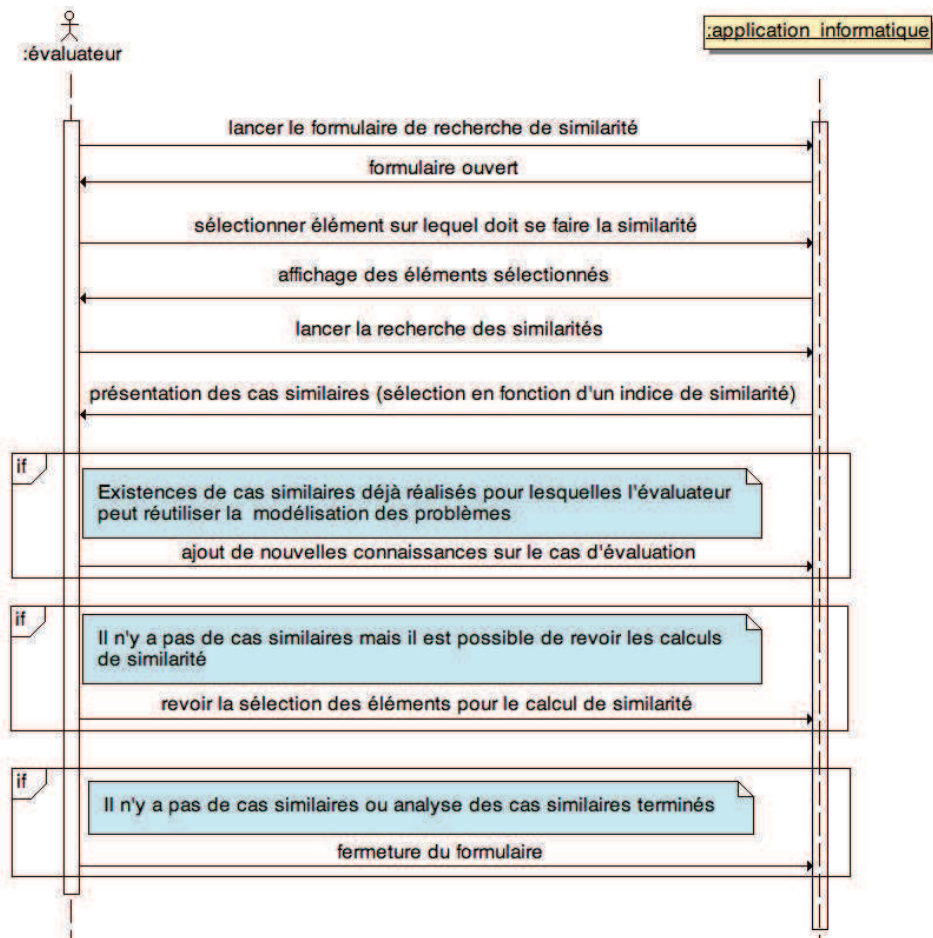 :évaluateur
:application informatique
lancer le formulaire de recherche de similarité
formulaire ouvert
sélectionner élément sur lequel doit se faire la similarité
affichage des éléments sélectionnés
lancer la recherche des similarités
présentation des cas similaires (sélection en fonction d'un indice de similarité)
if
Existences de cas similaires déjà réalisés pour lesquelles l'évaluateur
peut réutiliser la modélisation des problèmes
ajout de nouvelles connaissances sur le cas d'évaluation
if
Il n'y a pas de cas similaires mais il est possible de revoir les calculs
de similarité
revoir la sélection des éléments pour le calcul de similarité
if
Il n'y a pas de cas similaires ou analyse des cas similaires terminés
fermeture du formulaire